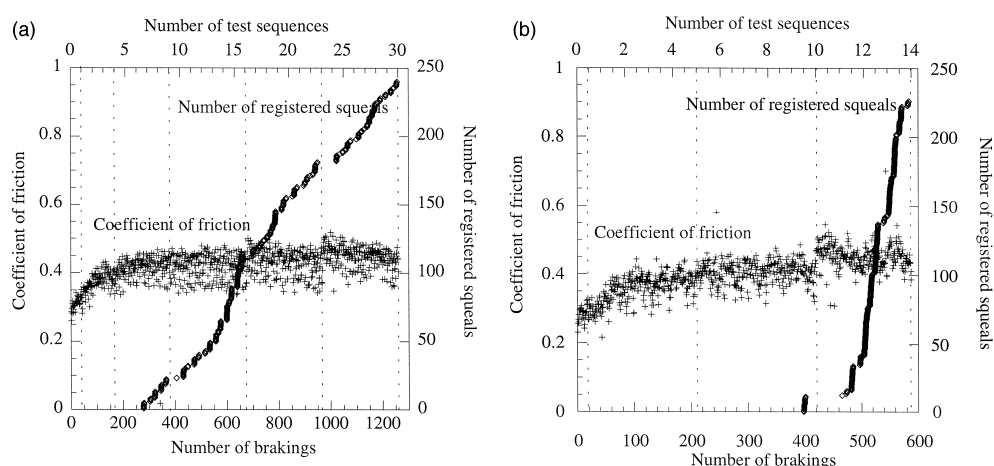 (a)
Number of test sequences
0 5 10 15 20 25 30
1 0.8 0.6 0.4 0.2 0
Coefficient of friction
250 200 150 100 50 0
Number of registered squeals
Number of registered squeals
Coefficient of friction
0 200 400 600 800 1000 1200
Number of brakings
(b)
Number of test sequences
0 2 4 6 8 10 12 14
1 0.8 0.6 0.4 0.2 0
Coefficient of friction
250 200 150 100 50 0
Number of registered squeals
Number of registered squeals
Coefficient of friction
0 100 200 300 400 500 600
Number of brakings